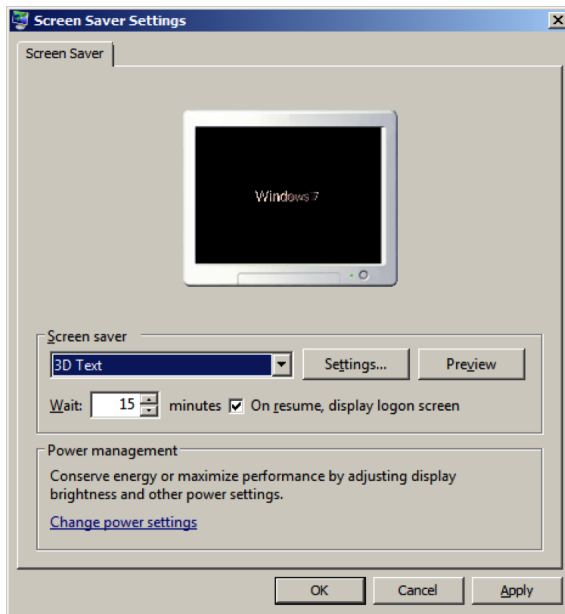 Screen Saver Settings
Screen Saver
Windows 7
Screen saver
3D Text
Settings...
Preview
Wait: 15 minutes On resume, display logon screen
Power management
Conserve energy or maximize performance by adjusting display
brightness and other power settings.
Change power settings
OK Cancel Apply